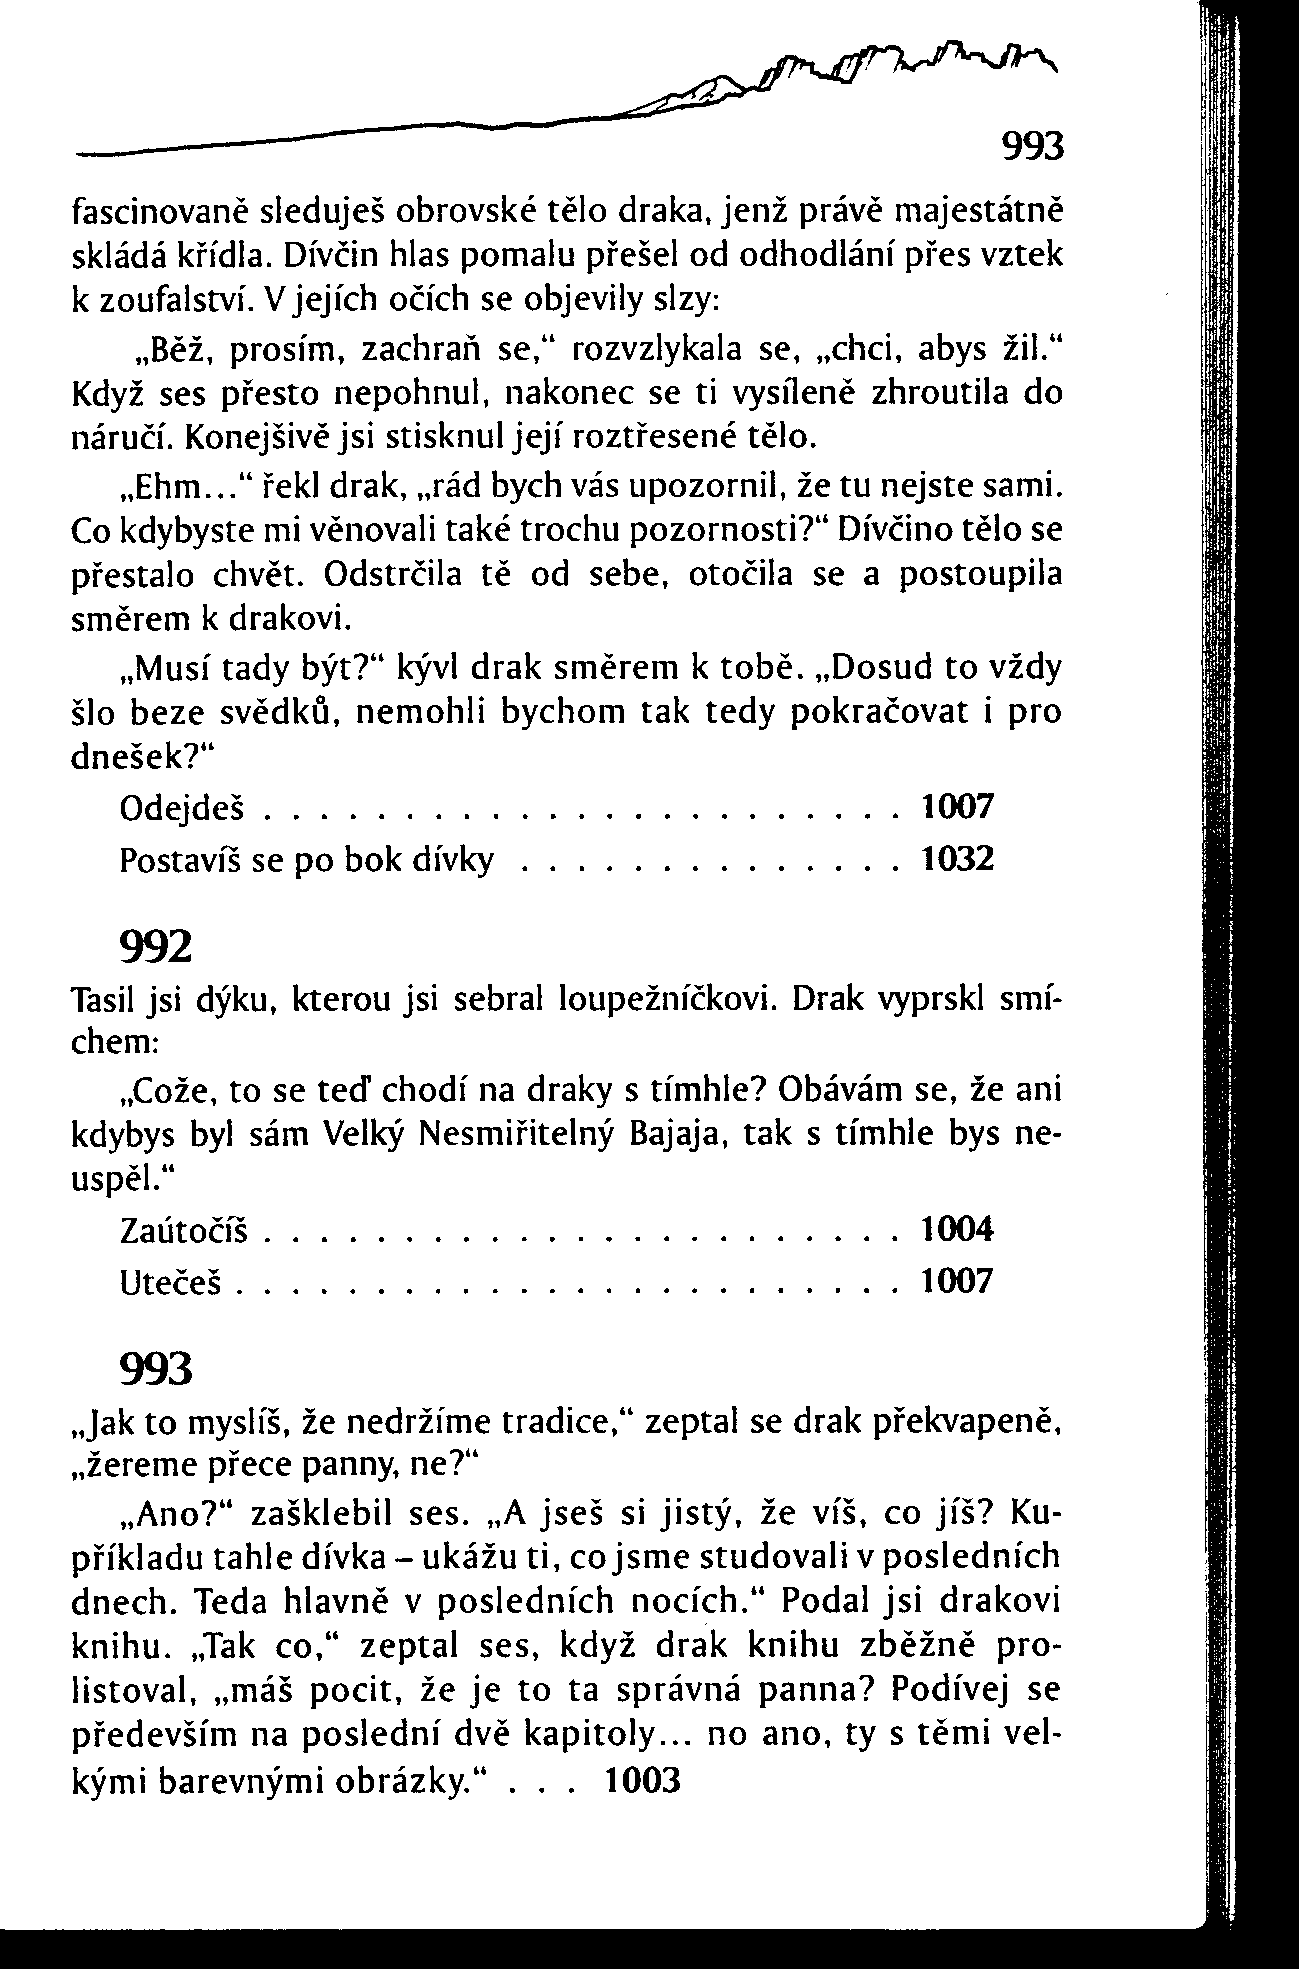 993
fascinovaně sleduješ obrovské tělo draka, jenž právě majestátně
skládá křídla. Dívčin hlas pomalu přešel od odhodlání přes vztek
k zoufalství. V jejích očích se objevily slzy:
„Běž, prosím, zachraň se,“ rozvzlykala se, „chci, abys žil.“
Když ses přesto nepohnul, nakonec se ti vysíleně zhroutila do
náručí. Konejšivě jsi stisknul její roztřesené tělo.
„Ehm...“ řekl drak, „rád bych vás upozornil, že tu nejste sami.
Co kdybyste mi věnovali také trochu pozornosti?“ Dívčino tělo se
přestalo chvět. Odstrčila tě od sebe, otočila se a postoupila
směrem k drakovi.
„Musí tady být?“ kývl drak směrem k tobě. „Dosud to vždy
šlo beze svědků, nemohli bychom tak tedy pokračovat i pro
dnešek?“
Odejdeš . . . . . . . . . . . . . . . . . . . . . . . 1007
Postavíš se po bok dívky . . . . . . . . . . . . . . 1032
992
Tasil jsi dýku, kterou jsi sebral loupežníčkovi. Drak vyprskl smí-
chem:
„Cože, to se teď chodí na draky s tímhle? Obávám se, že ani
kdybys byl sám Velký Nesmiřitelný Bajaja, tak s tímhle bys ne-
uspěl.“
Zaútočíš . . . . . . . . . . . . . . . . . . . . . . . 1004
Utečeš . . . . . . . . . . . . . . . . . . . . . . . . 1007
993
„Jak to myslíš, že nedržíme tradice,“ zeptal se drak překvapeně,
„žereme přece panny, ne?“
„Ano?“ zašklebil ses. „A jseš si jistý, že víš, co jíš? Ku-
příkladu tahle dívka – ukážu ti, co jsme studovali v posledních
dnech. Teda hlavně v posledních nocích.“ Podal jsi drakovi
knihu. „Tak co,“ zeptal ses, když drak knihu zběžně pro-
listoval, „máš pocit, že je to ta správná panna? Podívej se
především na poslední dvě kapitoly... no ano, ty s těmi vel-
kými barevnými obrázky.“ . . . 1003